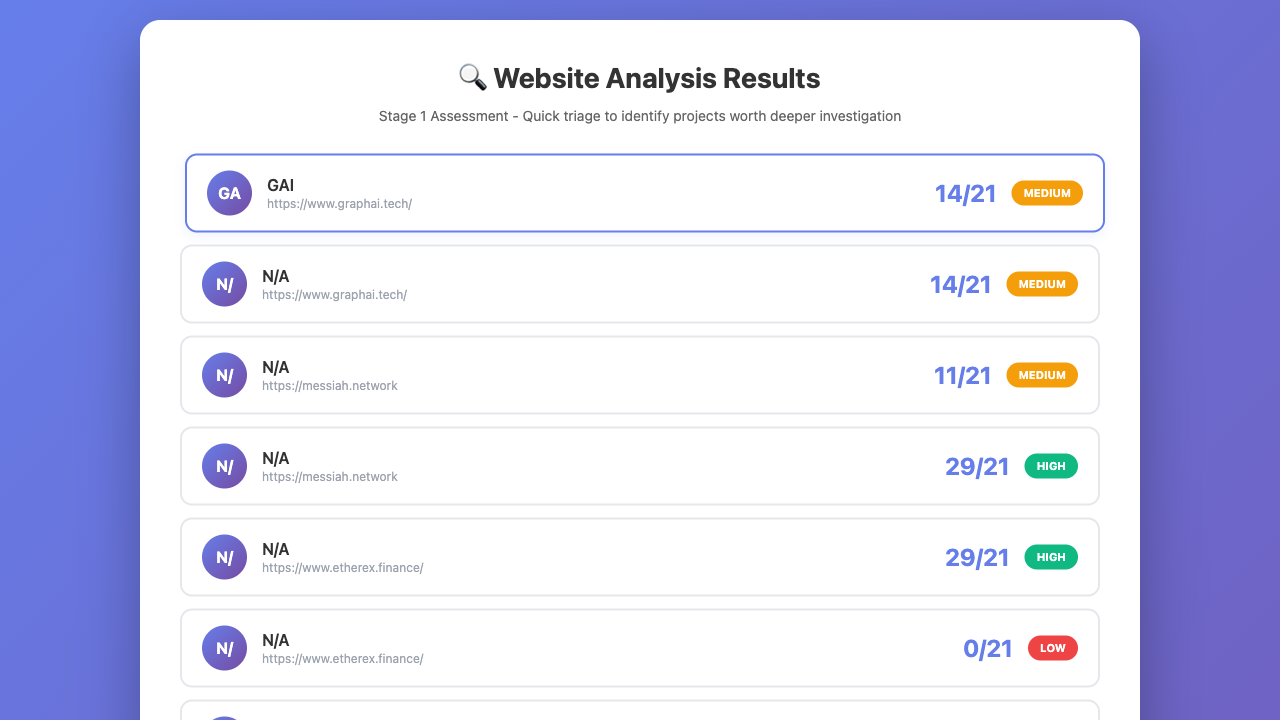 🔍 Website Analysis Results
Stage 1 Assessment - Quick triage to identify projects worth deeper investigation
GA
GAI
https://www.graphai.tech/
14/21
MEDIUM
N/
N/A
https://www.graphai.tech/
14/21
MEDIUM
N/
N/A
https://messiah.network
11/21
MEDIUM
N/
N/A
https://messiah.network
29/21
HIGH
N/
N/A
https://www.etherex.finance/
29/21
HIGH
N/
N/A
https://www.etherex.finance/
0/21
LOW